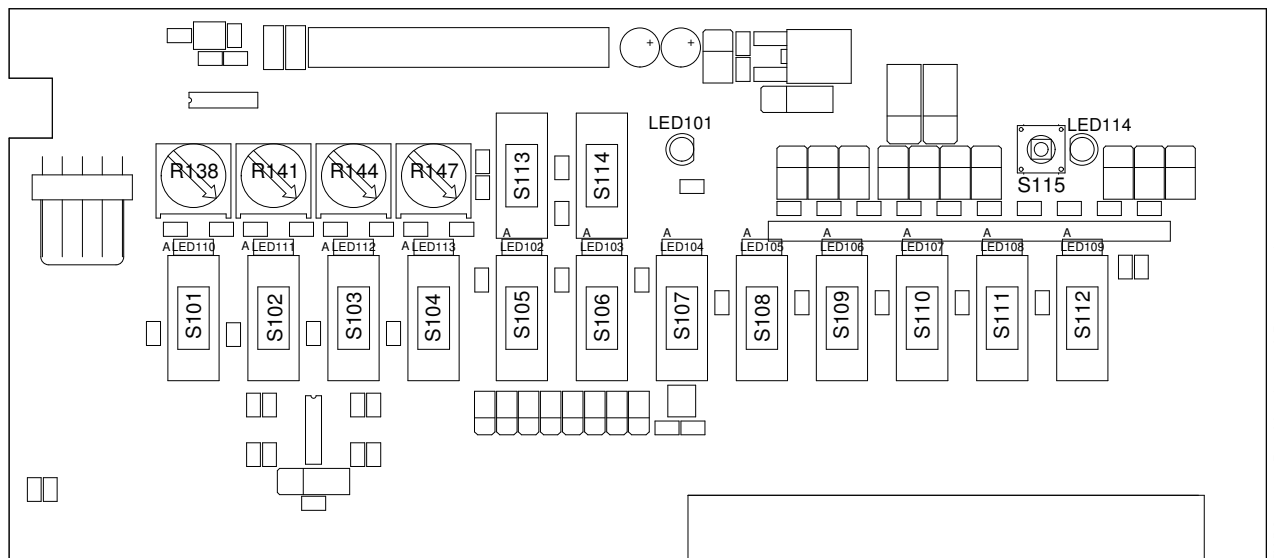 + +
LED101 LED114
R138 R141 R144 R147 S113 S114 S115
A A A A A A A A
A LED110 A LED111 A LED112 A LED113 LED102 LED103 LED104 LED105 LED106 LED107 LED108 LED109
S101 S102 S103 S104 S105 S106 S107 S108 S109 S110 S111 S112